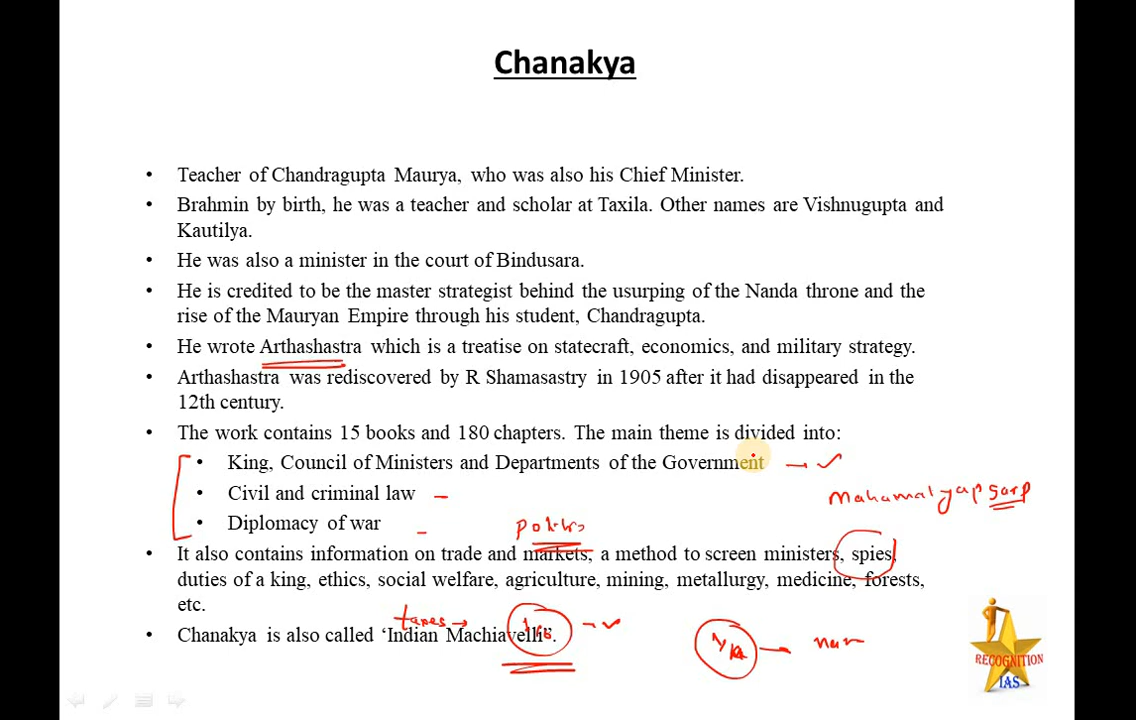 Chanakya
• Teacher of Chandragupta Maurya, who was also his Chief Minister.
• Brahmin by birth, he was a teacher and scholar at Taxila. Other names are Vishnugupta and
Kautilya.
• He was also a minister in the court of Bindusara.
• He is credited to be the master strategist behind the usurping of the Nanda throne and the
rise of the Mauryan Empire through his student, Chandragupta.
• He wrote Arthashastra which is a treatise on statecraft, economics, and military strategy.
• Arthashastra was rediscovered by R Shamasastry in 1905 after it had disappeared in the
12th century.
• The work contains 15 books and 180 chapters. The main theme is divided into:
• King, Council of Ministers and Departments of the Government
• Civil and criminal law
Mahamalyap sarp
• Diplomacy of war
• It also contains information on trade and markets, a method to screen ministers, spies,
duties of a king, ethics, social welfare, agriculture, mining, metallurgy, medicine, forests,
etc.
taxes
• Chanakya is also called ‘Indian Machiavelli”.
1/6
1/4
RECOGNITION
IAS